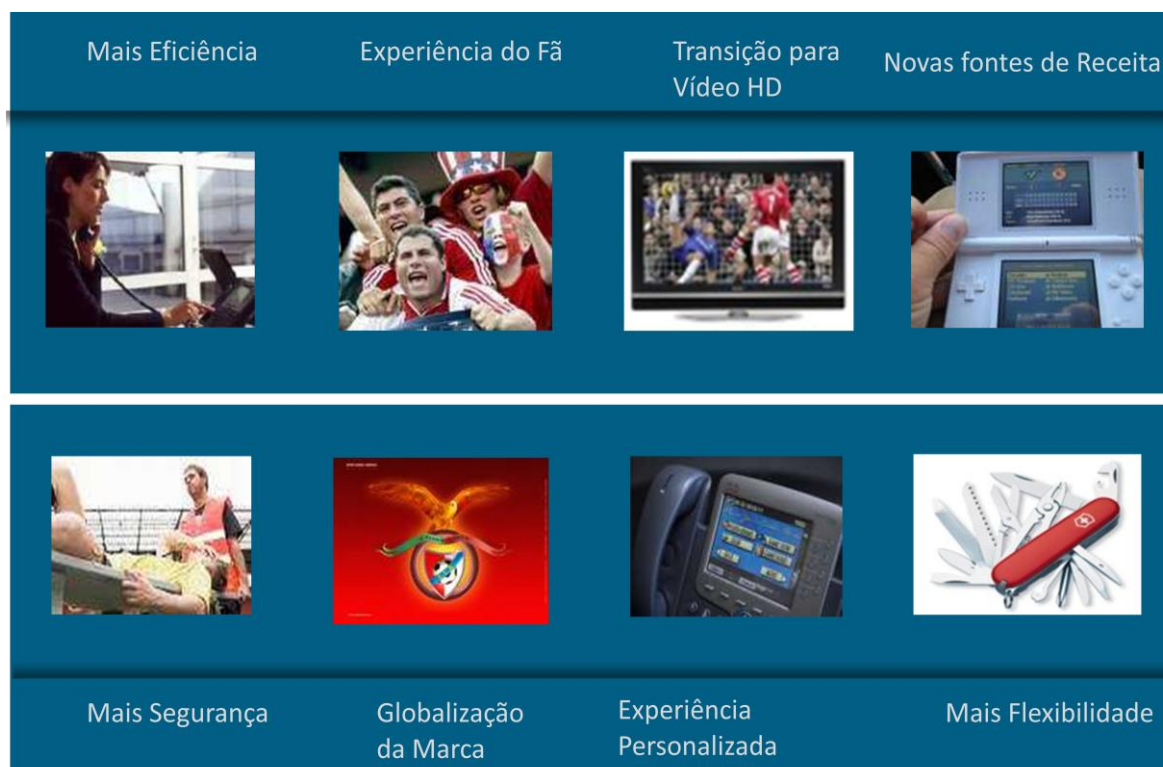 Mais Eficiência
Experiência do Fã
Transição para
Vídeo HD
Novas fontes de Receita
Mais Segurança
Globalização
da Marca
Experiência
Personalizada
Mais Flexibilidade